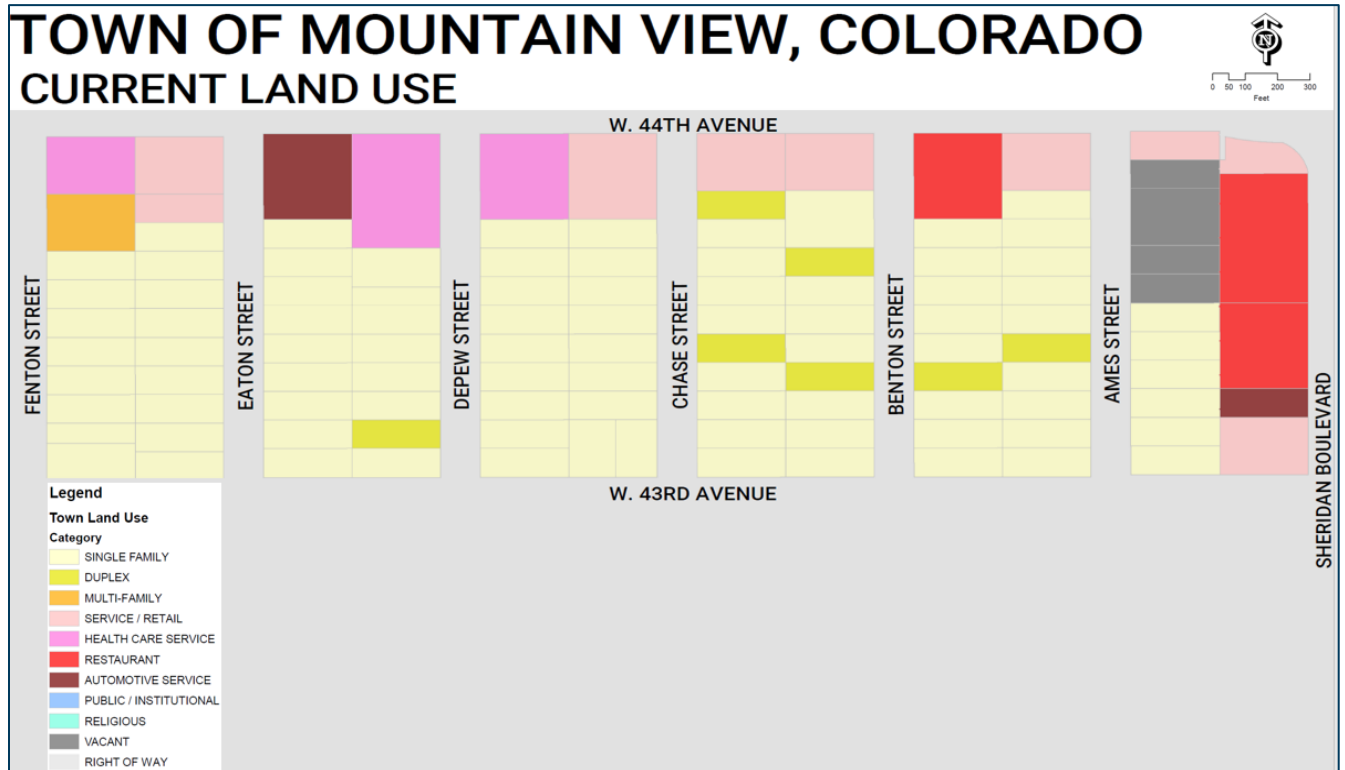 TOWN OF MOUNTAIN VIEW, COLORADO
CURRENT LAND USE
N
0 50 100 200 300
Feet
W. 44TH AVENUE
FENTON STREET
EATON STREET
DEPEW STREET
CHASE STREET
BENTON STREET
AMES STREET
SHERIDAN BOULEVARD
W. 43RD AVENUE
Legend
Town Land Use
Category
SINGLE FAMILY
DUPLEX
MULTI-FAMILY
SERVICE / RETAIL
HEALTH CARE SERVICE
RESTAURANT
AUTOMOTIVE SERVICE
PUBLIC / INSTITUTIONAL
RELIGIOUS
VACANT
RIGHT OF WAY